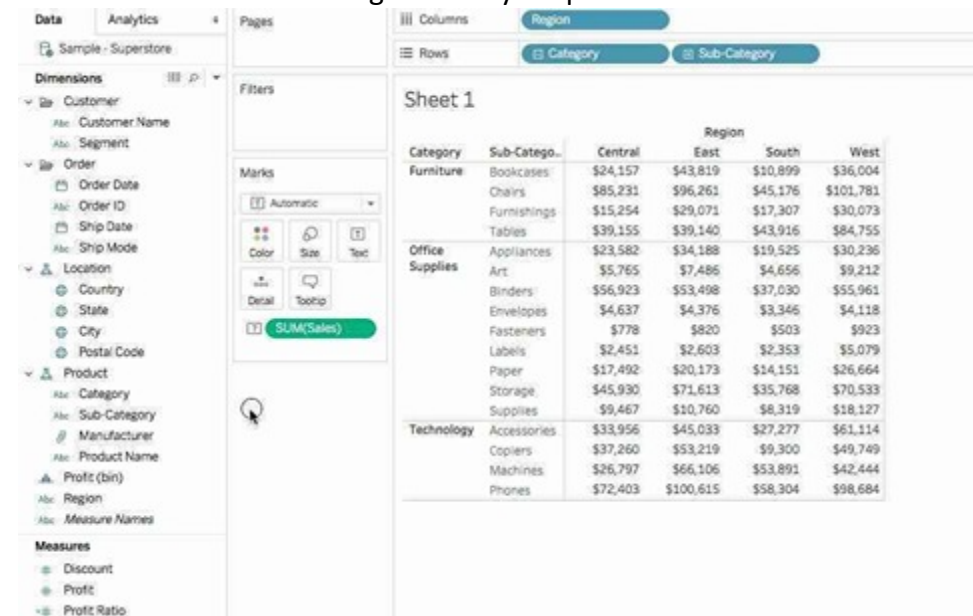 Data Analytics
Sample - Superstore
Dimensions
Customer
Abc Customer Name
Abc Segment
Order
Order Date
Abc Order ID
Ship Date
Abc Ship Mode
Location
Country
State
City
Postal Code
Product
Abc Category
Abc Sub-Category
Manufacturer
Abc Product Name
Profit (bin)
Abc Region
Abc Measure Names
Measures
Discount
Profit
Profit Ratio
Pages
Filters
Marks
T Automatic
Color Size Text
Detail Tooltip
SUM(Sales)
Columns Region
Rows Category Sub-Category
Sheet 1
Region
Category Sub-Catego.. Central East South West
Furniture Bookcases $24,157 $43,819 $10,899 $36,004
Chairs $85,231 $96,261 $45,176 $101,781
Furnishings $15,254 $29,071 $17,307 $30,073
Tables $39,155 $39,140 $43,916 $84,755
Office Supplies Appliances $23,582 $34,188 $19,525 $30,236
Art $5,765 $7,486 $4,656 $9,212
Binders $56,923 $53,498 $37,030 $55,961
Envelopes $4,637 $4,376 $3,346 $4,118
Fasteners $778 $820 $503 $923
Labels $2,451 $2,603 $2,353 $5,079
Paper $17,492 $20,173 $14,151 $26,664
Storage $45,930 $71,613 $35,768 $70,533
Supplies $9,467 $10,760 $8,319 $18,127
Technology Accessories $33,956 $45,033 $27,277 $61,114
Copiers $37,260 $53,219 $9,300 $49,749
Machines $26,797 $66,106 $53,891 $42,444
Phones $72,403 $100,615 $58,304 $98,684